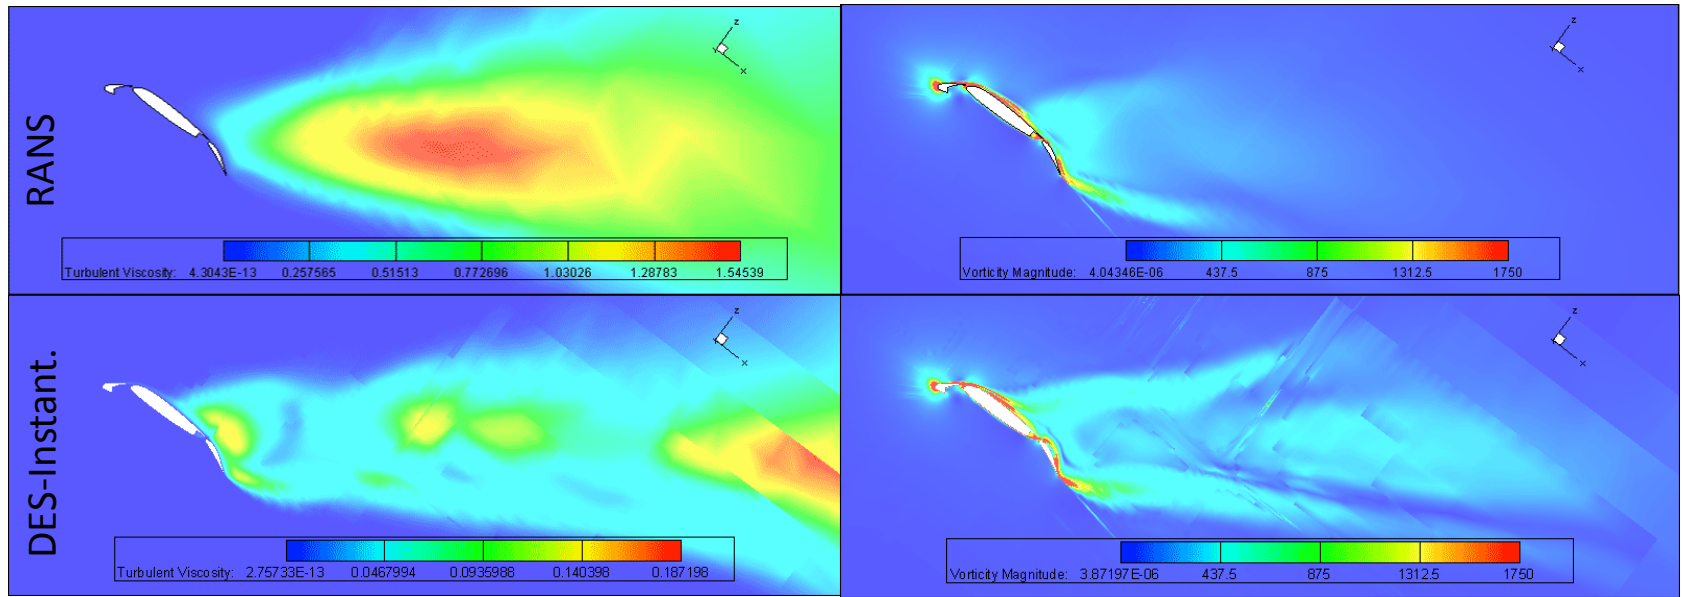 RANS
z
Y
x
Turbulent Viscosity: 4.3043E-13 0.257565 0.51513 0.772696 1.03026 1.28783 1.54539
z
x
Vorticity Magnitude: 4.04346E-06 437.5 875 1312.5 1750
DES-Instant.
z
x
Turbulent Viscosity: 2.75733E-13 0.0467994 0.0935988 0.140398 0.187198
z
x
Vorticity Magnitude: 3.87197E-06 437.5 875 1312.5 1750